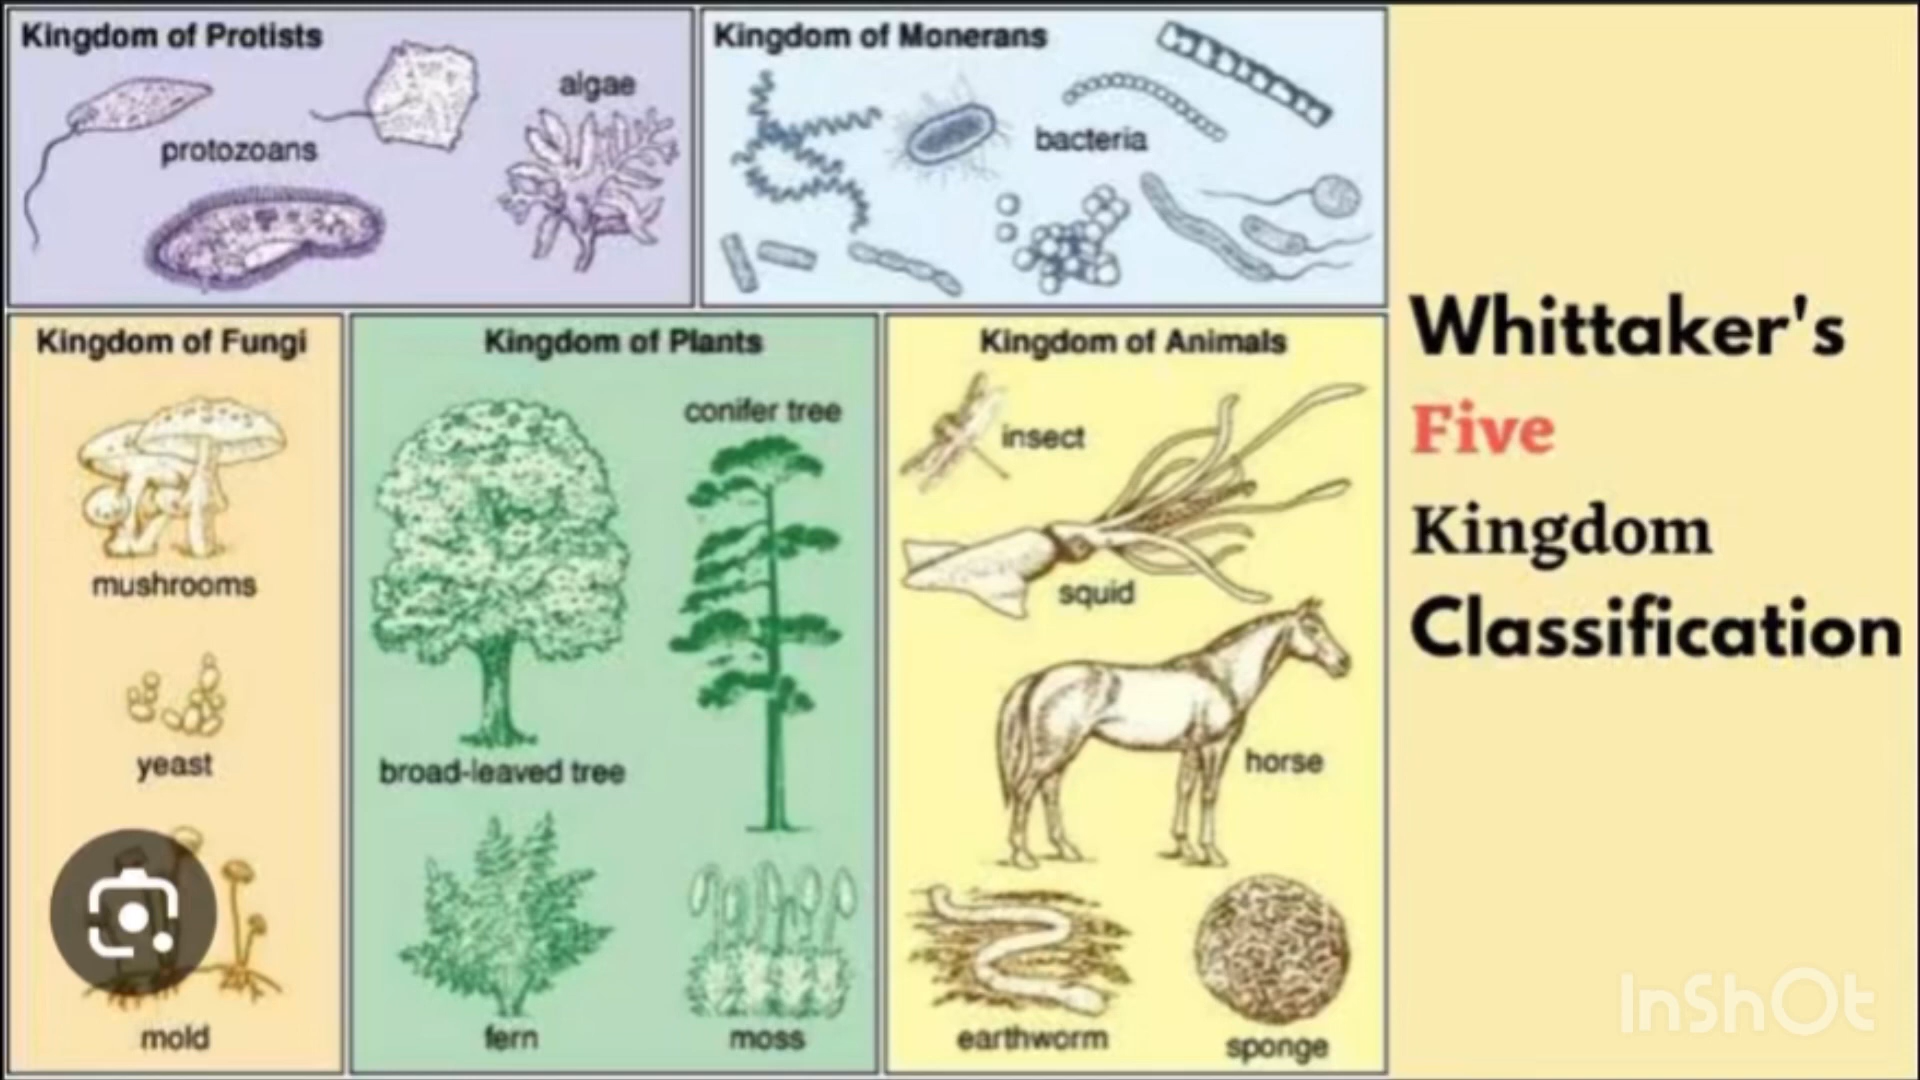 Kingdom of Protists
algae
protozoans
Kingdom of Monerans
bacteria
Kingdom of Fungi
mushrooms
yeast
mold
Kingdom of Plants
conifer tree
broad-leaved tree
fern
moss
Kingdom of Animals
insect
squid
horse
earthworm
sponge
Whittaker's
Five
Kingdom
Classification
InShOt